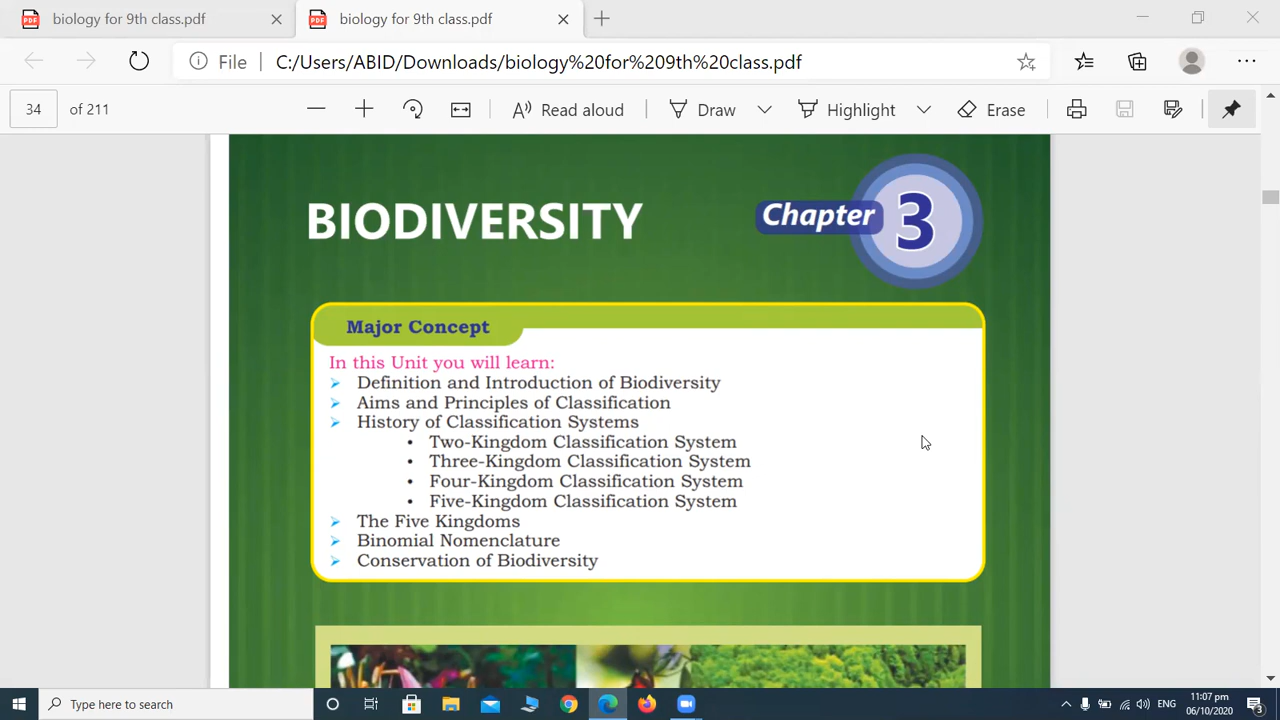 biology for 9th class.pdf
biology for 9th class.pdf
File
C:/Users/ABID/Downloads/biology%20for%209th%20class.pdf
34 of 211
Read aloud
Draw
Highlight
Erase
BIODIVERSITY
Chapter 3
Major Concept
In this Unit you will learn:
Definition and Introduction of Biodiversity
Aims and Principles of Classification
History of Classification Systems
• Two-Kingdom Classification System
• Three-Kingdom Classification System
• Four-Kingdom Classification System
• Five-Kingdom Classification System
The Five Kingdoms
Binomial Nomenclature
Conservation of Biodiversity
Type here to search
ENG
11:07 pm
06/10/2020
3